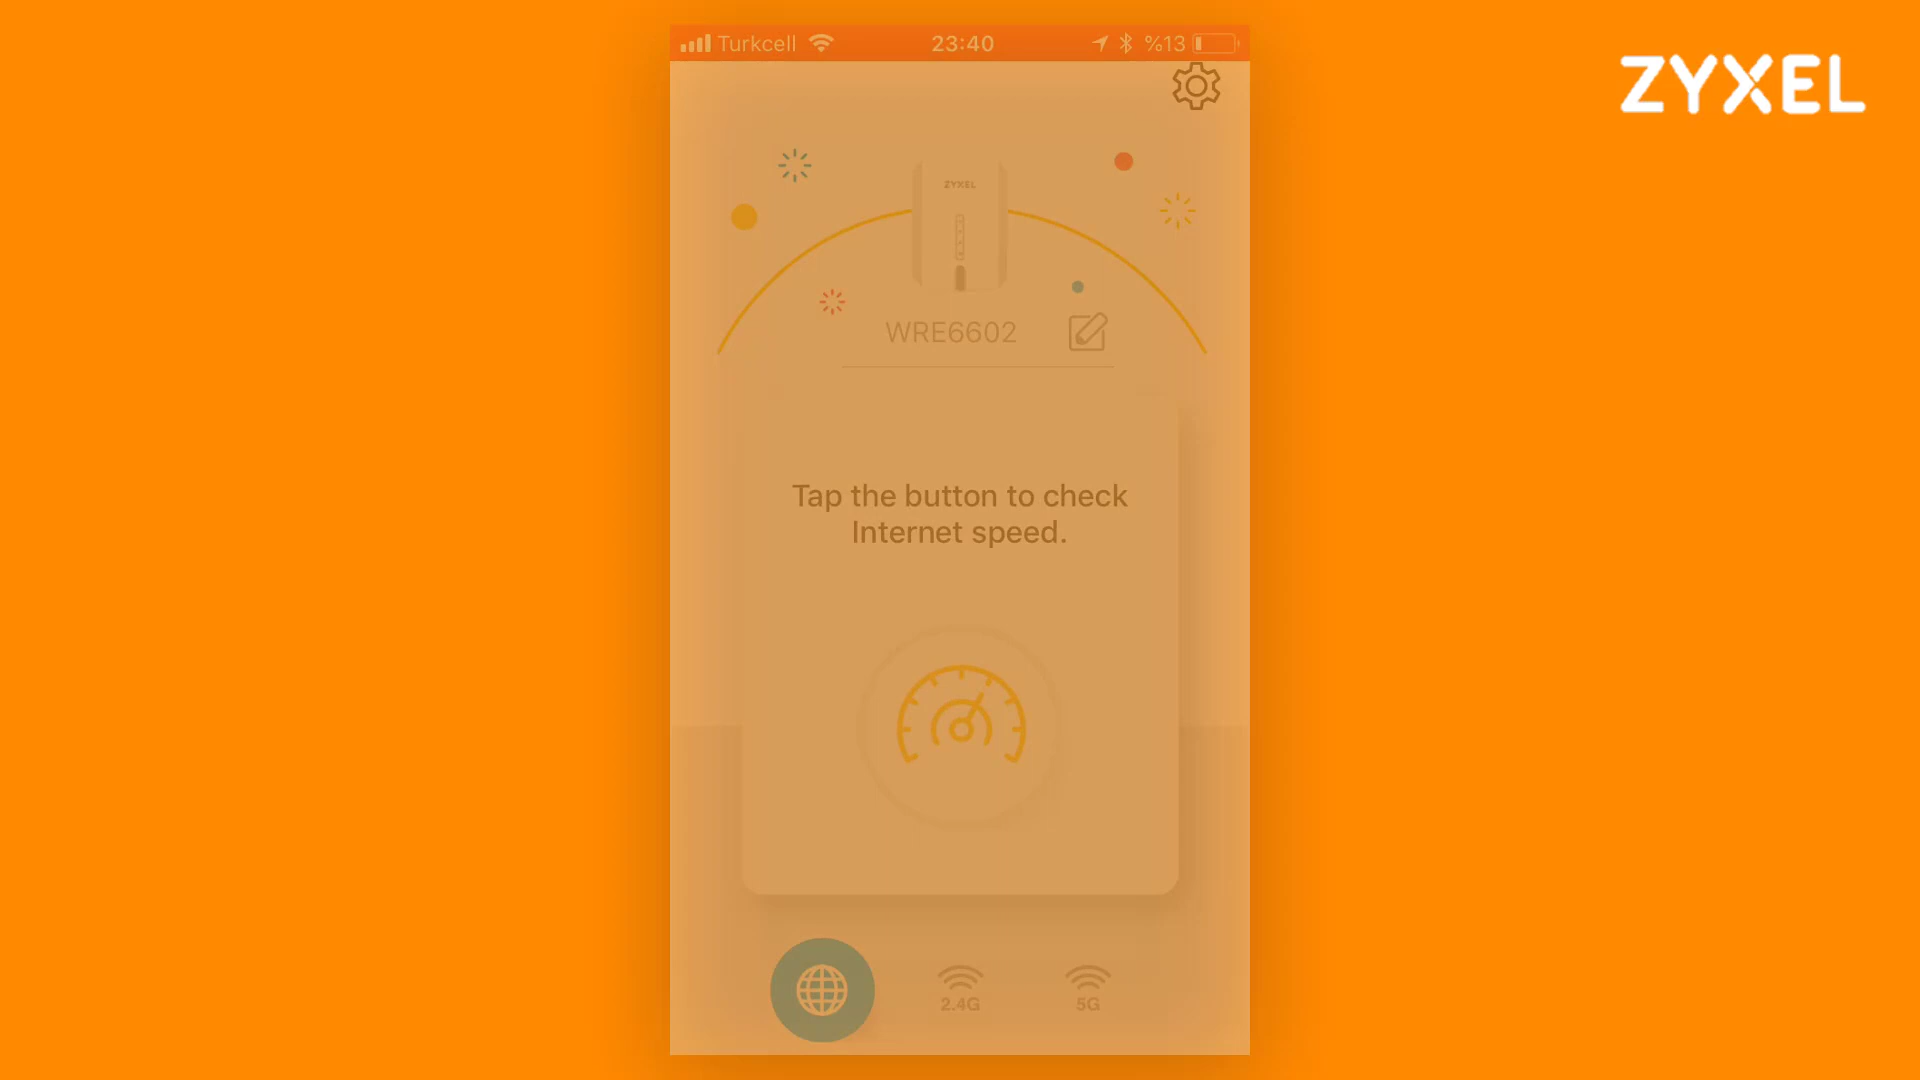 Turkcell 23:40 %13
ZYXEL
ZYXEL
WRE6602
Tap the button to check
Internet speed.
2.4G 5G